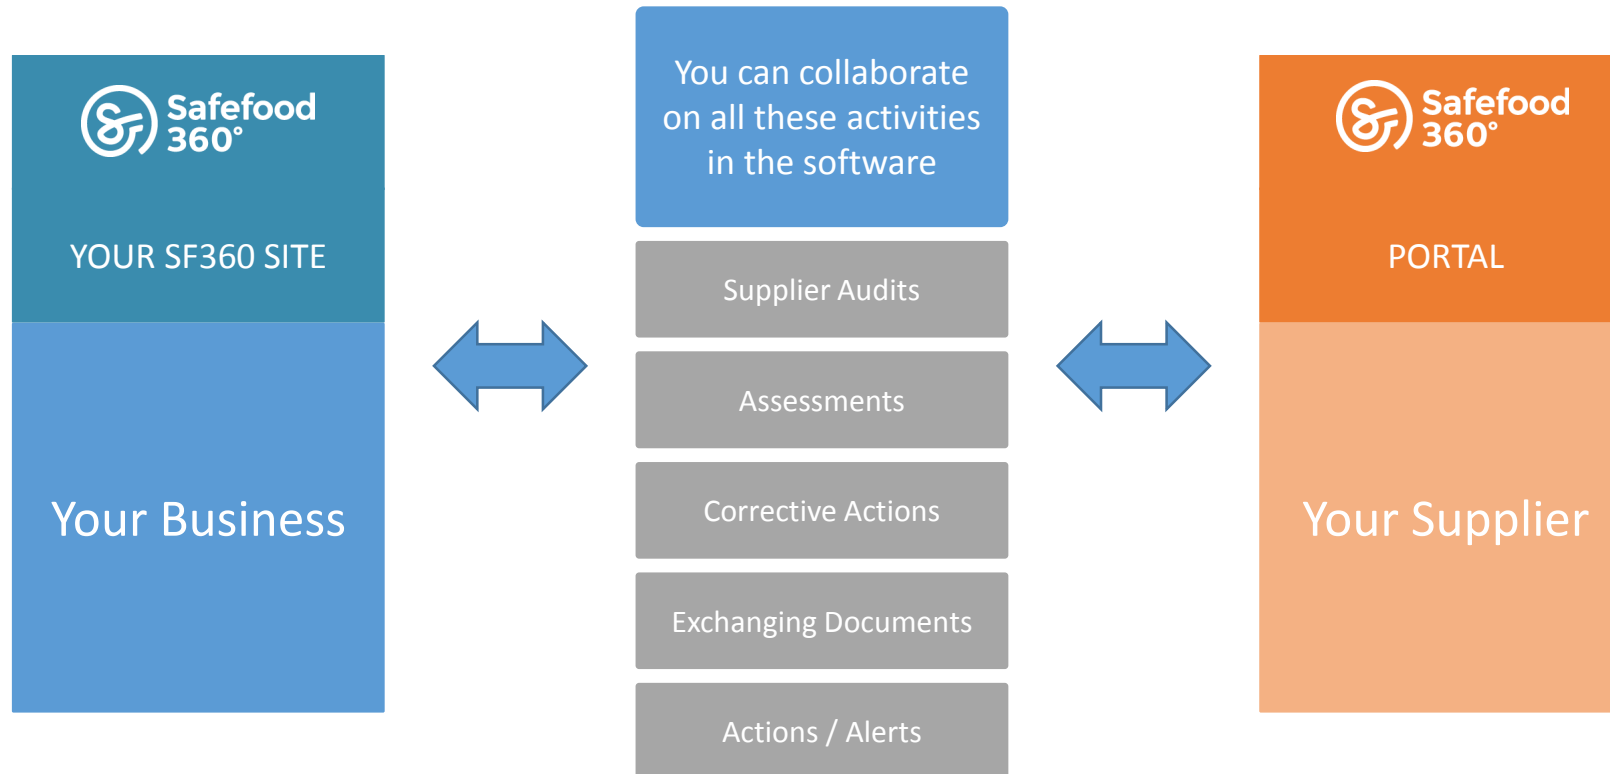 Safefood
360°
YOUR SF360 SITE
Your Business
You can collaborate
on all these activities
in the software
Supplier Audits
Assessments
Corrective Actions
Exchanging Documents
Actions / Alerts
Safefood
360°
PORTAL
Your Supplier